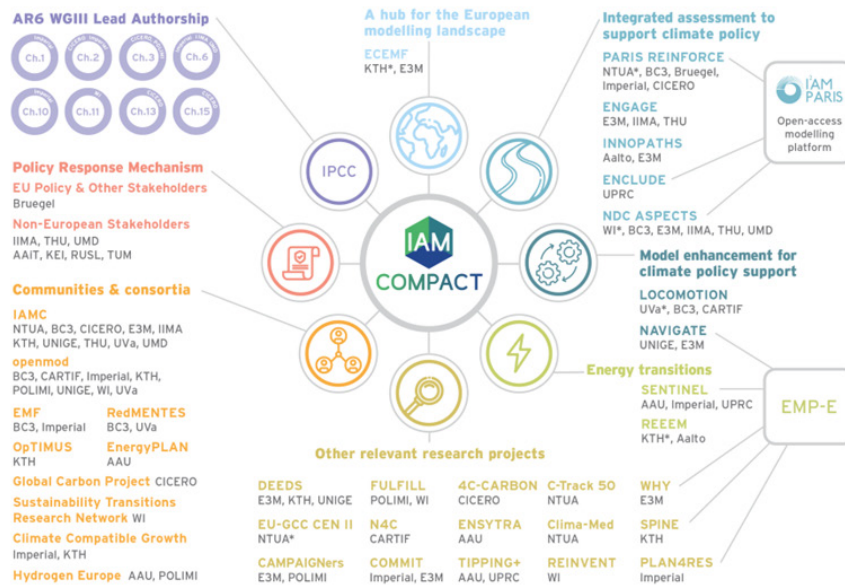 AR6 WGIII Lead Authorship
Ch.1
Ch.2
Ch.3
Ch.6
Ch.10
Ch.11
Ch.13
Ch.15
IPCC
A hub for the European
modelling landscape
ECEMF
KTH*, E3M
Integrated assessment to
support climate policy
PARIS REINFORCE
NTUA*, BC3, Bruegel,
Imperial, CICERO
ENGAGE
E3M, IIMA, THU
INNOPATHS
Aalto, E3M
ENCLUDE
UPRC
NDC ASPECTS
WI*, BC3, E3M, IIMA, THU, UMD
I²AM
PARIS
Open-access
modelling
platform
Policy Response Mechanism
EU Policy & Other Stakeholders
Bruegel
Non-European Stakeholders
IIMA, THU, UMD
AAiT, KEI, RUSL, TUM
IAM
COMPACT
Model enhancement for
climate policy support
LOCOMOTION
UVa*, BC3, CARTIF
NAVIGATE
UNIGE, E3M
Communities & consortia
IAMC
NTUA, BC3, CICERO, E3M, IIMA
KTH, UNIGE, THU, UVa, UMD
openmod
BC3, CARTIF, Imperial, KTH,
POLIMI, UNIGE, WI, UVa
EMF
BC3, Imperial
RedMENTES
BC3, UVa
OpTIMUS
KTH
EnergyPLAN
AAU
Global Carbon Project CICERO
Sustainability Transitions
Research Network WI
Climate Compatible Growth
Imperial, KTH
Hydrogen Europe AAU, POLIMI
Energy transitions
SENTINEL
AAU, Imperial, UPRC
REEEM
KTH*, Aalto
EMP-E
Other relevant research projects
DEEDS
E3M, KTH, UNIGE
FULFILL
POLIMI, WI
4C-CARBON
CICERO
C-Track 50
NTUA
WHY
E3M
EU-GCC CEN II
NTUA*
N4C
CARTIF
ENSYTRA
AAU
Clima-Med
NTUA
SPINE
KTH
CAMPAIGNers
E3M, POLIMI
COMMIT
Imperial, E3M
TIPPING+
AAU, UPRC
REINVENT
WI
PLAN4RES
Imperial